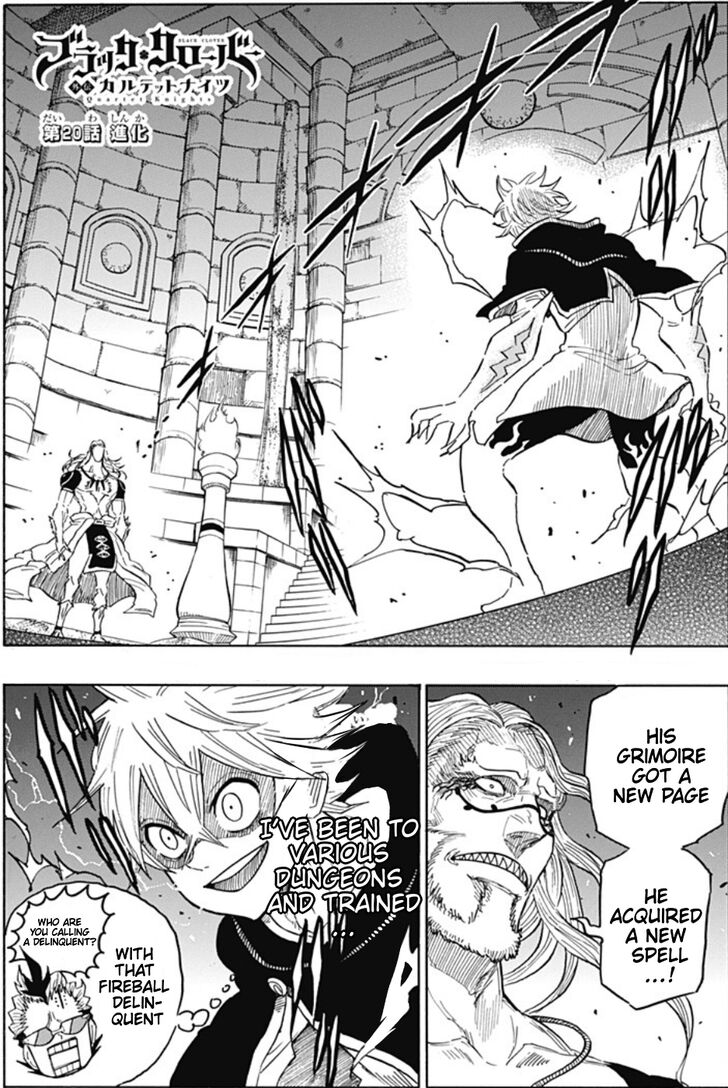 ブラック・クローバー
BLACK CLOVER
外伝 カルテットナイツ
Quartet Knights
だい わ しん か
第20話 進化
HIS
GRIMOIRE
GOT A
NEW PAGE
HE
ACQUIRED
A NEW
SPELL
...!
I'VE BEEN TO
VARIOUS
DUNGEONS
AND TRAINED
...
WITH
THAT
FIREBALL
DELIN-
QUENT
WHO ARE
YOU CALLING
A DELINQUENT?